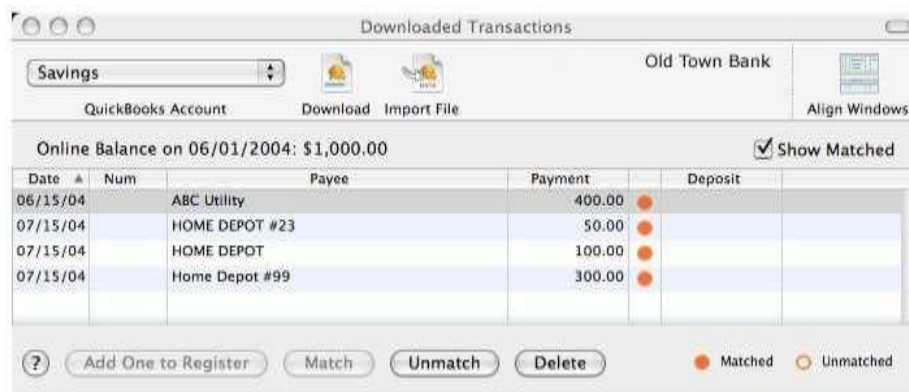 Downloaded Transactions
Savings
Old Town Bank
QuickBooks Account Download Import File Align Windows
Online Balance on 06/01/2004: $1,000.00 Show Matched
Date Num Payee Payment Deposit
06/15/04 ABC Utility 400.00
07/15/04 HOME DEPOT #23 50.00
07/15/04 HOME DEPOT 100.00
07/15/04 Home Depot #99 300.00
? Add One to Register Match Unmatch Delete Matched Unmatched